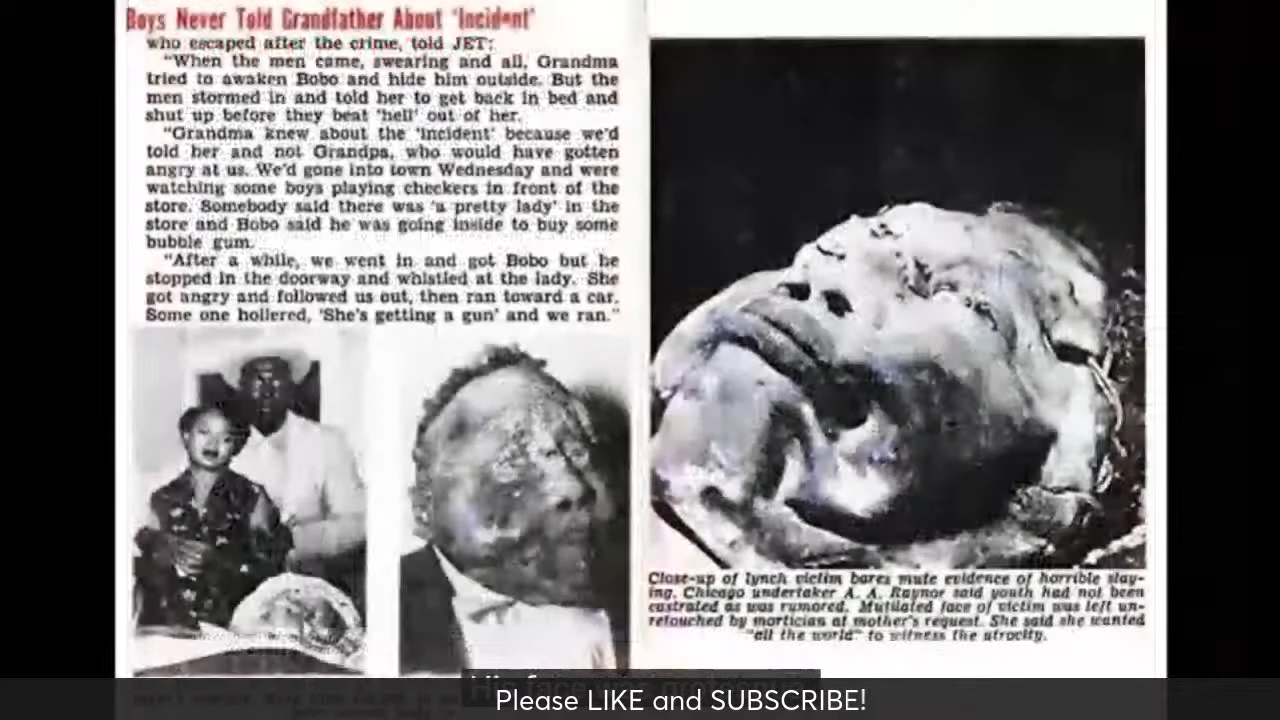 Boys Never Told Grandfather About 'Incident'
who escaped after the crime, told JET:
"When the men came, swearing and all, Grandma
tried to awaken Bobo and hide him outside. But the
men stormed in and told her to get back in bed and
shut up before they beat 'hell' out of her.
"Grandma knew about the 'incident' because we'd
told her and not Grandpa, who would have gotten
angry at us. We'd gone into town Wednesday and were
watching some boys playing checkers in front of the
store. Somebody said there was 'a pretty lady' in the
store and Bobo said he was going inside to buy some
bubble gum.
"After a while, we went in and got Bobo but he
stopped in the doorway and whistled at the lady. She
got angry and followed us out, then ran toward a car.
Some one hollered, 'She's getting a gun' and we ran."
Close-up of lynch victim bares mute evidence of horrible slay-
ing. Chicago undertaker A. A. Raynor said youth had not been
castrated as was rumored. Mutilated face of victim was left un-
retouched by mortician at mother's request. She said she wanted
"all the world" to witness the atrocity.
Please LIKE and SUBSCRIBE!